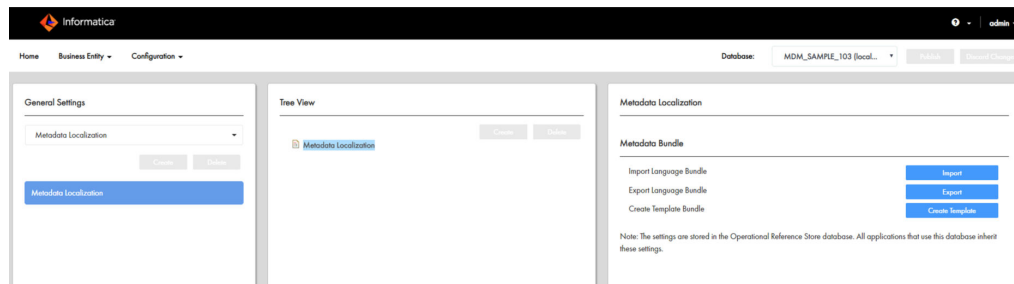 Informatica
admin
Home Business Entity Configuration Database: MDM_SAMPLE_103 (local... Publish Discard Change
General Settings
Metadata Localization
Create Delete
Metadata Localization
Tree View
Create Delete
Metadata Localization
Metadata Localization
Metadata Bundle
Import Language Bundle Import
Export Language Bundle Export
Create Template Bundle Create Template
Note: The settings are stored in the Operational Reference Store database. All applications that use this database inherit
these settings.